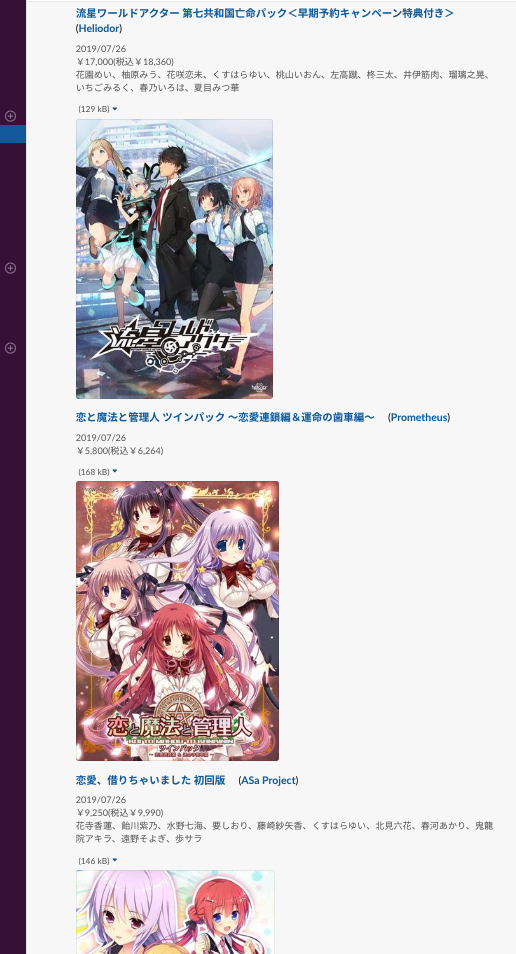 流星ワールドアクター 第七共和国亡命パック＜早期予約キャンペーン特典付き＞
(Heliodor)
2019/07/26
￥17,000(税込￥18,360)
花園めい、柚原みう、花咲恋未、くすはらゆい、桃山いおん、左高蹴、柊三太、井伊筋肉、瑠璃之晃、
いちごみるく、春乃いろは、夏目みつ華
(129 kB)
流星ワールド
アクター
恋と魔法と管理人 ツインパック ～恋愛連鎖編＆運命の歯車編～ (Prometheus)
2019/07/26
￥5,800(税込￥6,264)
(168 kB)
恋と魔法と管理人
ツインパック
恋愛、借りちゃいました 初回版 (ASa Project)
2019/07/26
￥9,250(税込￥9,990)
花寺香蓮、飴川紫乃、水野七海、要しおり、藤崎紗矢香、くすはらゆい、北見六花、春河あかり、鬼龍
院アキラ、遠野そよぎ、歩サラ
(146 kB)